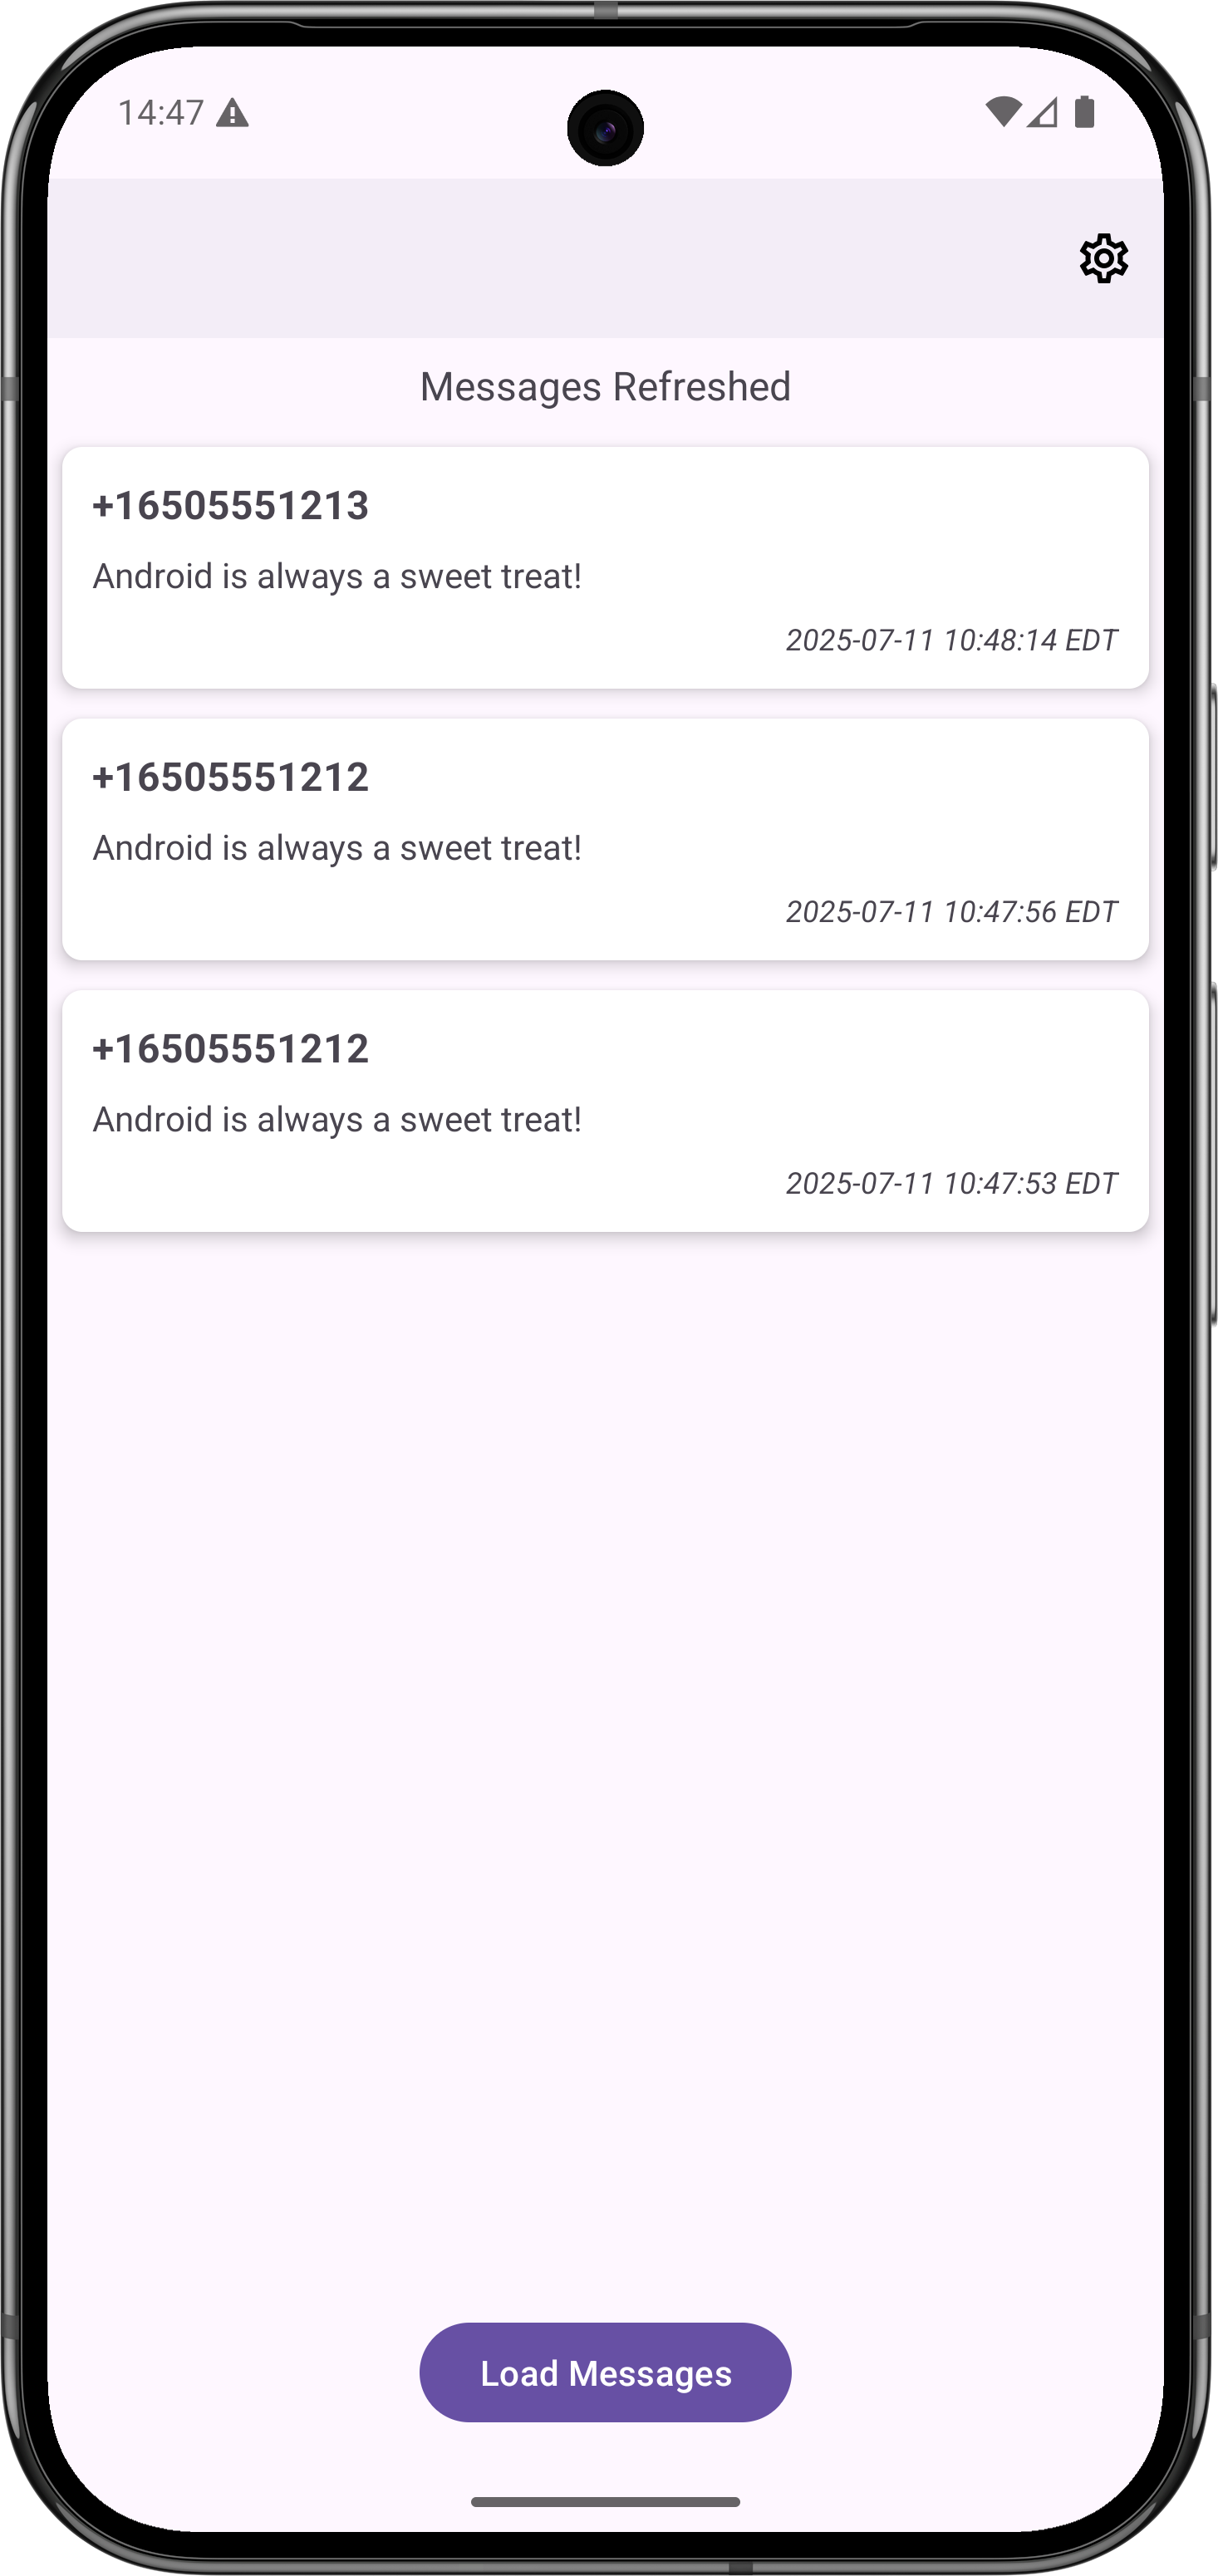 14:47
Messages Refreshed
+16505551213
Android is always a sweet treat!
2025-07-11 10:48:14 EDT
+16505551212
Android is always a sweet treat!
2025-07-11 10:47:56 EDT
+16505551212
Android is always a sweet treat!
2025-07-11 10:47:53 EDT
Load Messages